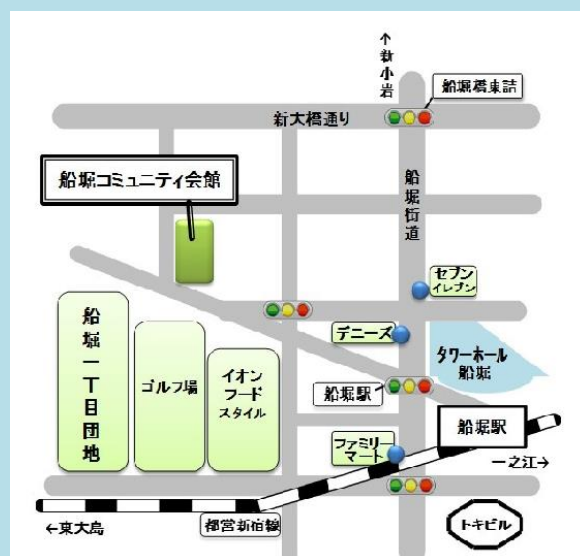 ↑新小岩
船堀橋東詰
新大橋通り
船堀コミュニティ会館
船堀街道
セブン
イレブン
デニーズ
タワーホール
船堀
船堀一丁目団地
ゴルフ場
イオン
フード
スタイル
船堀駅
船堀駅
ファミリー
マート
一之江→
←東大島
都営新宿線
トキビル